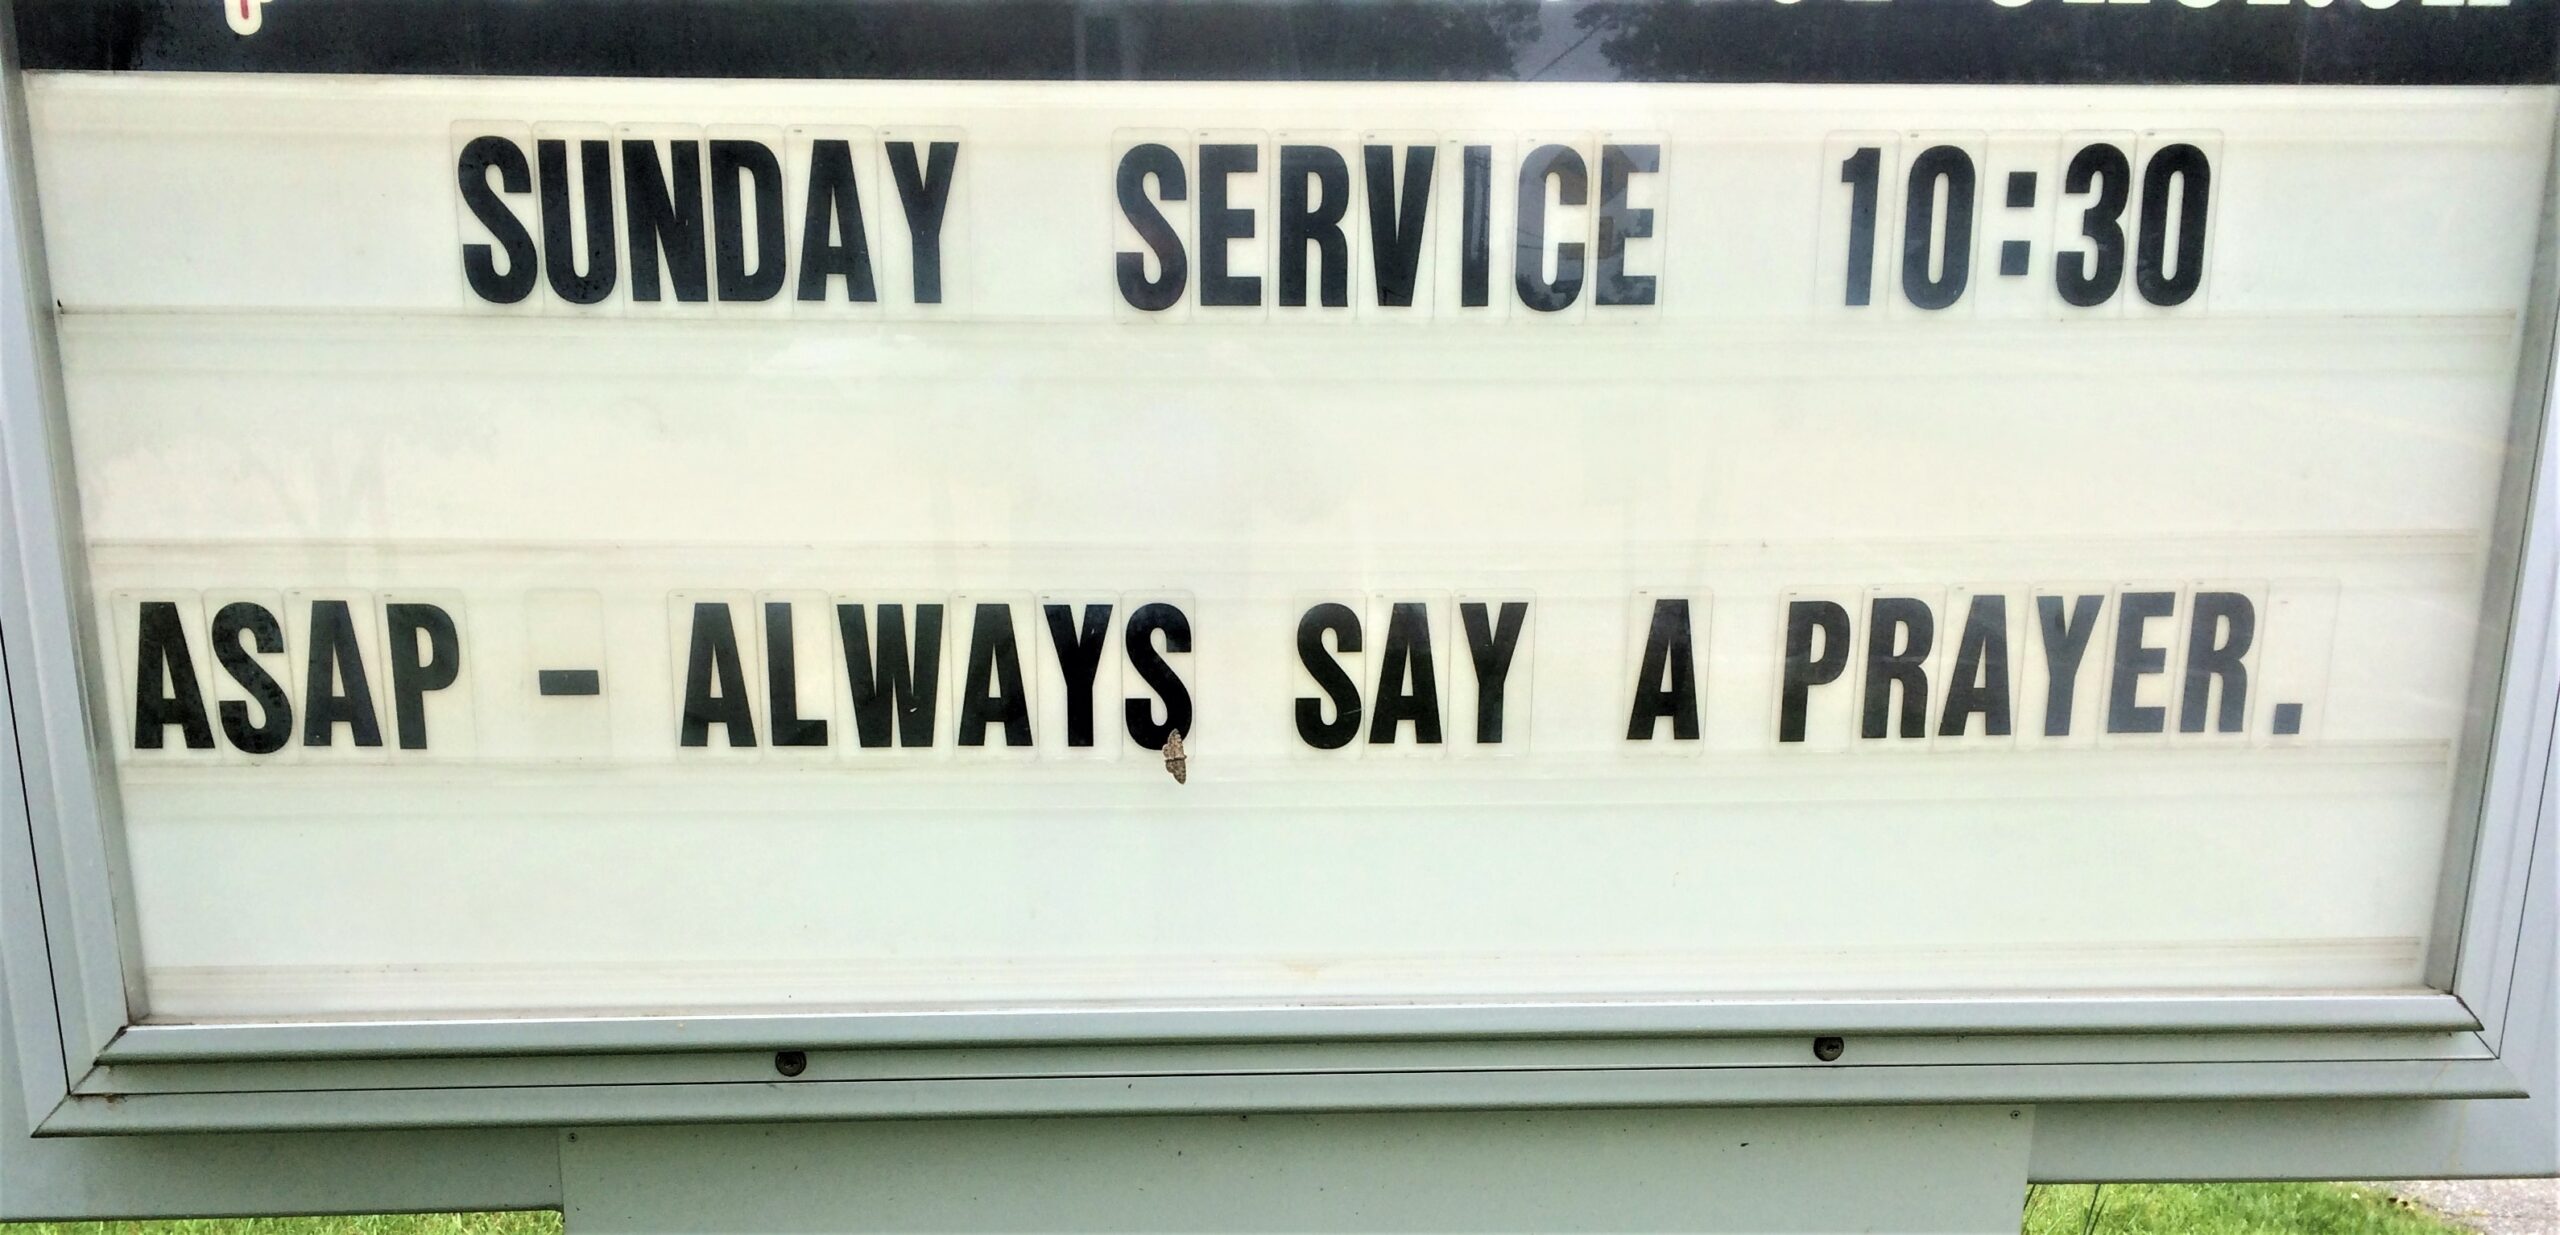 SUNDAY SERVICE 10:30
ASAP - ALWAYS SAY A PRAYER.